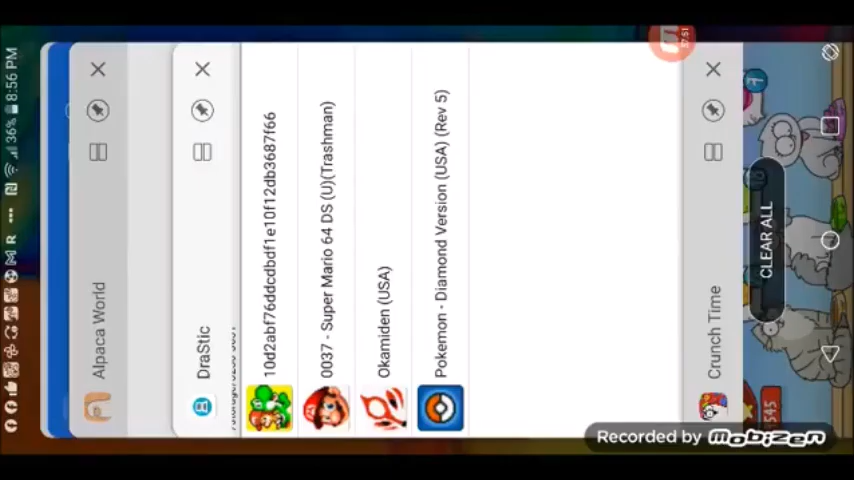 36% 8:56 PM
R
Alpaca World
DraStic
10d2abf76ddcdbdf1e10f12db3687f66
0037 - Super Mario 64 DS (U)(Trashman)
Okamiden (USA)
Pokemon - Diamond Version (USA) (Rev 5)
Crunch Time
CLEAR ALL
545
Recorded by mobizen